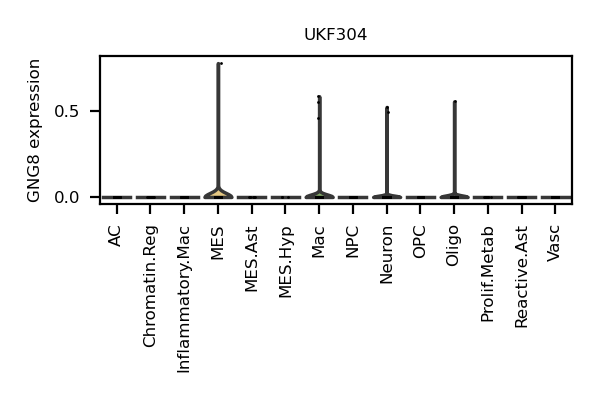 UKF304
GNG8 expression
0.5
0.0
AC
Chromatin.Reg
Inflammatory.Mac
MES
MES.Ast
MES.Hyp
Mac
NPC
Neuron
OPC
Oligo
Prolif.Metab
Reactive.Ast
Vasc